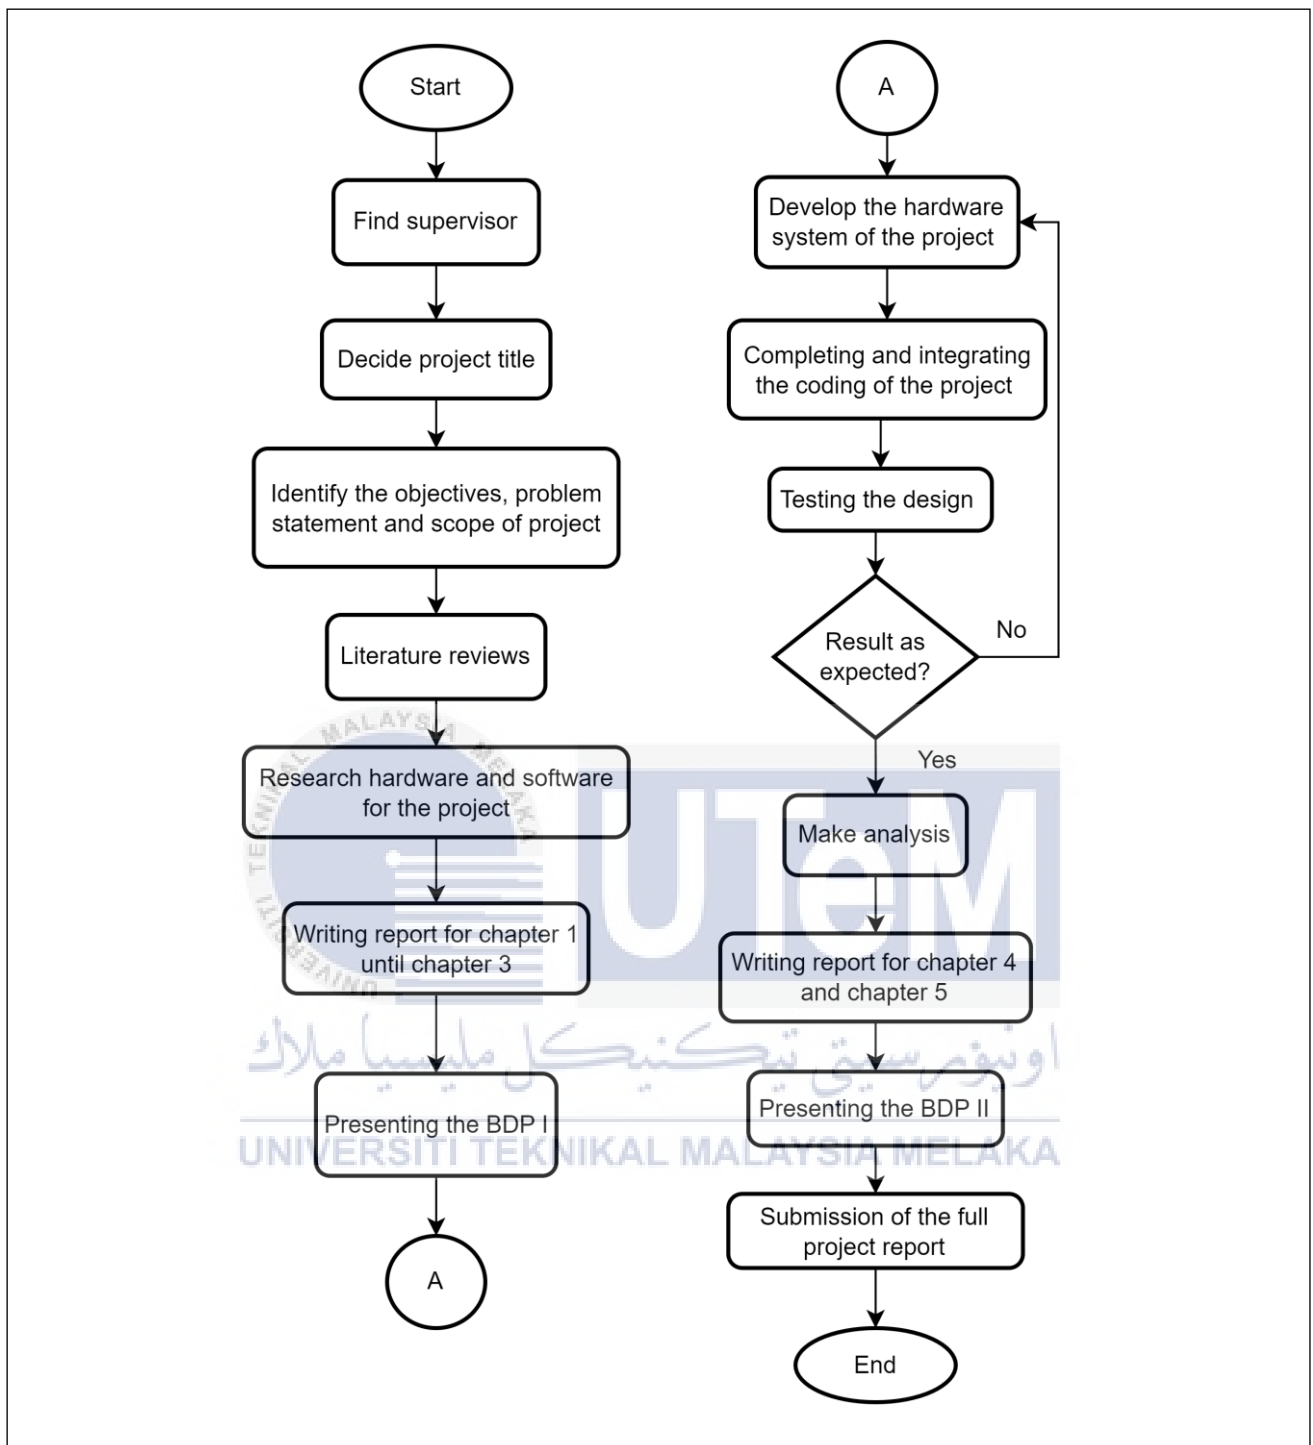 Start
Find supervisor
Decide project title
Identify the objectives, problem
statement and scope of project
Literature reviews
Research hardware and software
for the project
Writing report for chapter 1
until chapter 3
Presenting the BDP I
A
A
Develop the hardware
system of the project
Completing and integrating
the coding of the project
Testing the design
Result as
expected?
No
Yes
Make analysis
Writing report for chapter 4
and chapter 5
Presenting the BDP II
Submission of the full
project report
End
UNIVERSITI TEKNIKAL MALAYSIA MELAKA
UTeM
اونيۏرسيتي تيكنيكل مليسيا ملاك
UNIVERSITI TEKNIKAL MALAYSIA MELAKA